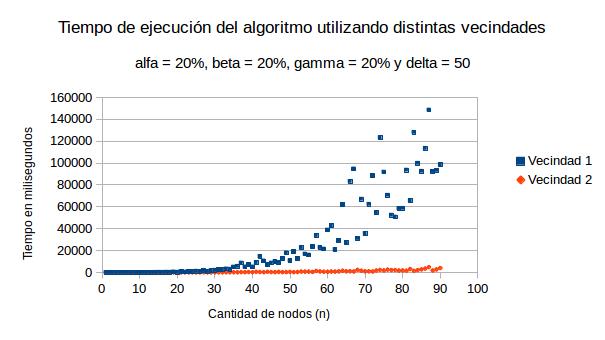 Tiempo de ejecución del algoritmo utilizando distintas vecindades
alfa = 20%, beta = 20%, gamma = 20% y delta = 50
Tiempo en milisegundos
160000
140000
120000
100000
80000
60000
40000
20000
0
0 10 20 30 40 50 60 70 80 90 100
Cantidad de nodos (n)
Vecindad 1
Vecindad 2